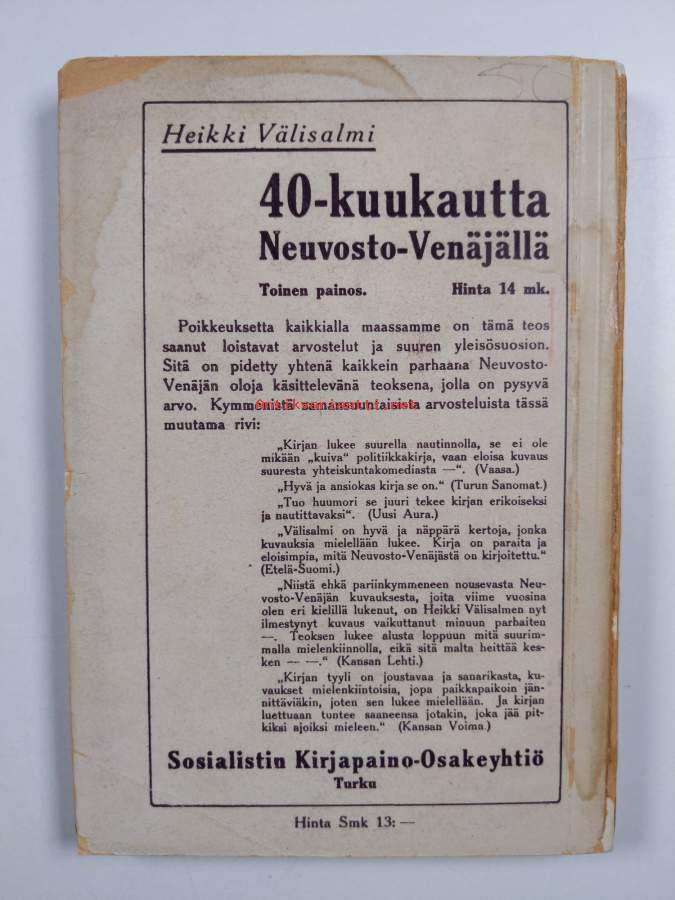 50
Heikki Välisalmi
40-kuukautta
Neuvosto-Venäjällä
Toinen painos. Hinta 14 mk.
Poikkeuksetta kaikkialla maassamme on tämä teos
saanut loistavat arvostelut ja suuren yleisösuosion.
Sitä on pidetty yhtenä kaikkein parhaana Neuvosto-
Venäjän oloja käsittelevänä teoksena, jolla on pysyvä
arvo. Kymmenistä samansuuntaisista arvosteluista tässä
muutama rivi:
„Kirjan lukee suurella nautinnolla, se ei ole
mikään „kuiva" politiikkakirja, vaan eloisa kuvaus
suuresta yhteiskuntakomediasta —". (Vaasa.)
„Hyvä ja ansiokas kirja se on." (Turun Sanomat.)
„Tuo huumori se juuri tekee kirjan erikoiseksi
ja nautittavaksi". (Uusi Aura.)
„Välisalmi on hyvä ja näppärä kertoja, jonka
kuvauksia mielellään lukee. Kirja on paraita ja
eloisimpia, mitä Neuvosto-Venäjästä on kirjoitettu."
(Etelä-Suomi.)
„Niistä ehkä pariinkymmeneen nousevasta Neu-
vosto-Venäjän kuvauksesta, joita viime vuosina
olen eri kielillä lukenut, on Heikki Välisalmen nyt
ilmestynyt kuvaus vaikuttanut minuun parhaiten
—. Teoksen lukee alusta loppuun mitä suurim-
malla mielenkiinnolla, eikä sitä malta heittää kes-
ken — —." (Kansan Lehti.)
„Kirjan tyyli on joustavaa ja sanarikasta, ku-
vaukset mielenkiintoisia, jopa paikkapaikoin jän-
nittäviäkin, joten sen lukee mielellään. Ja kirjan
luettuaan tuntee saaneensa jotakin, joka jää pit-
kiksi ajoiksi mieleen." (Kansan Voima.)
Sosialistin Kirjapaino-Osakeyhtiö
Turku
Hinta Smk 13: —